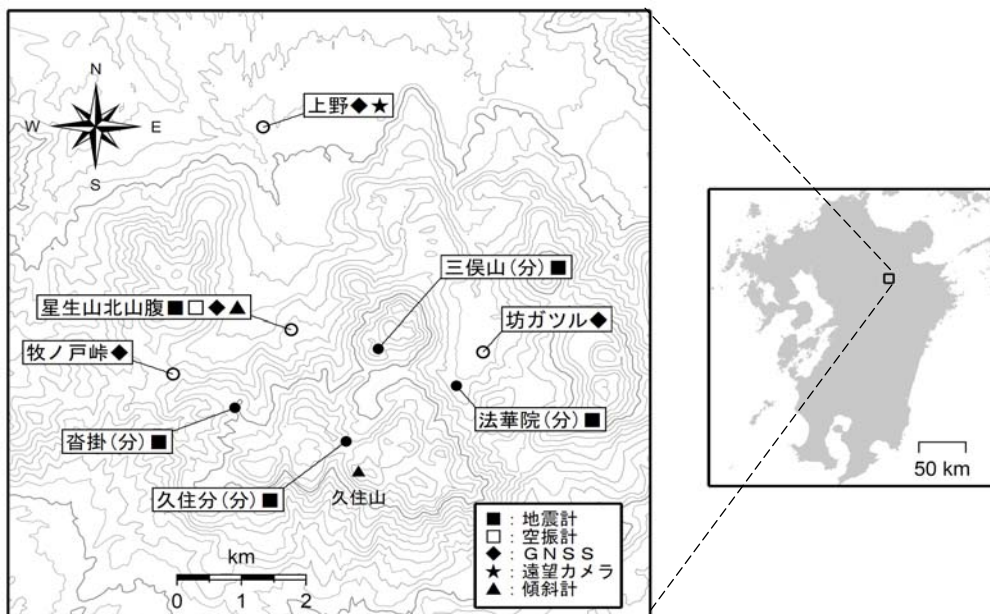 N
W
E
S
上野◆★
三俣山(分)■
星生山北山腹■□◆▲
坊ガツル◆
牧ノ戸峠◆
沓掛(分)■
法華院(分)■
久住分(分)■
久住山
km
0 1 2
■：地震計
□：空振計
◆：GNSS
★：遠望カメラ
▲：傾斜計
50 km